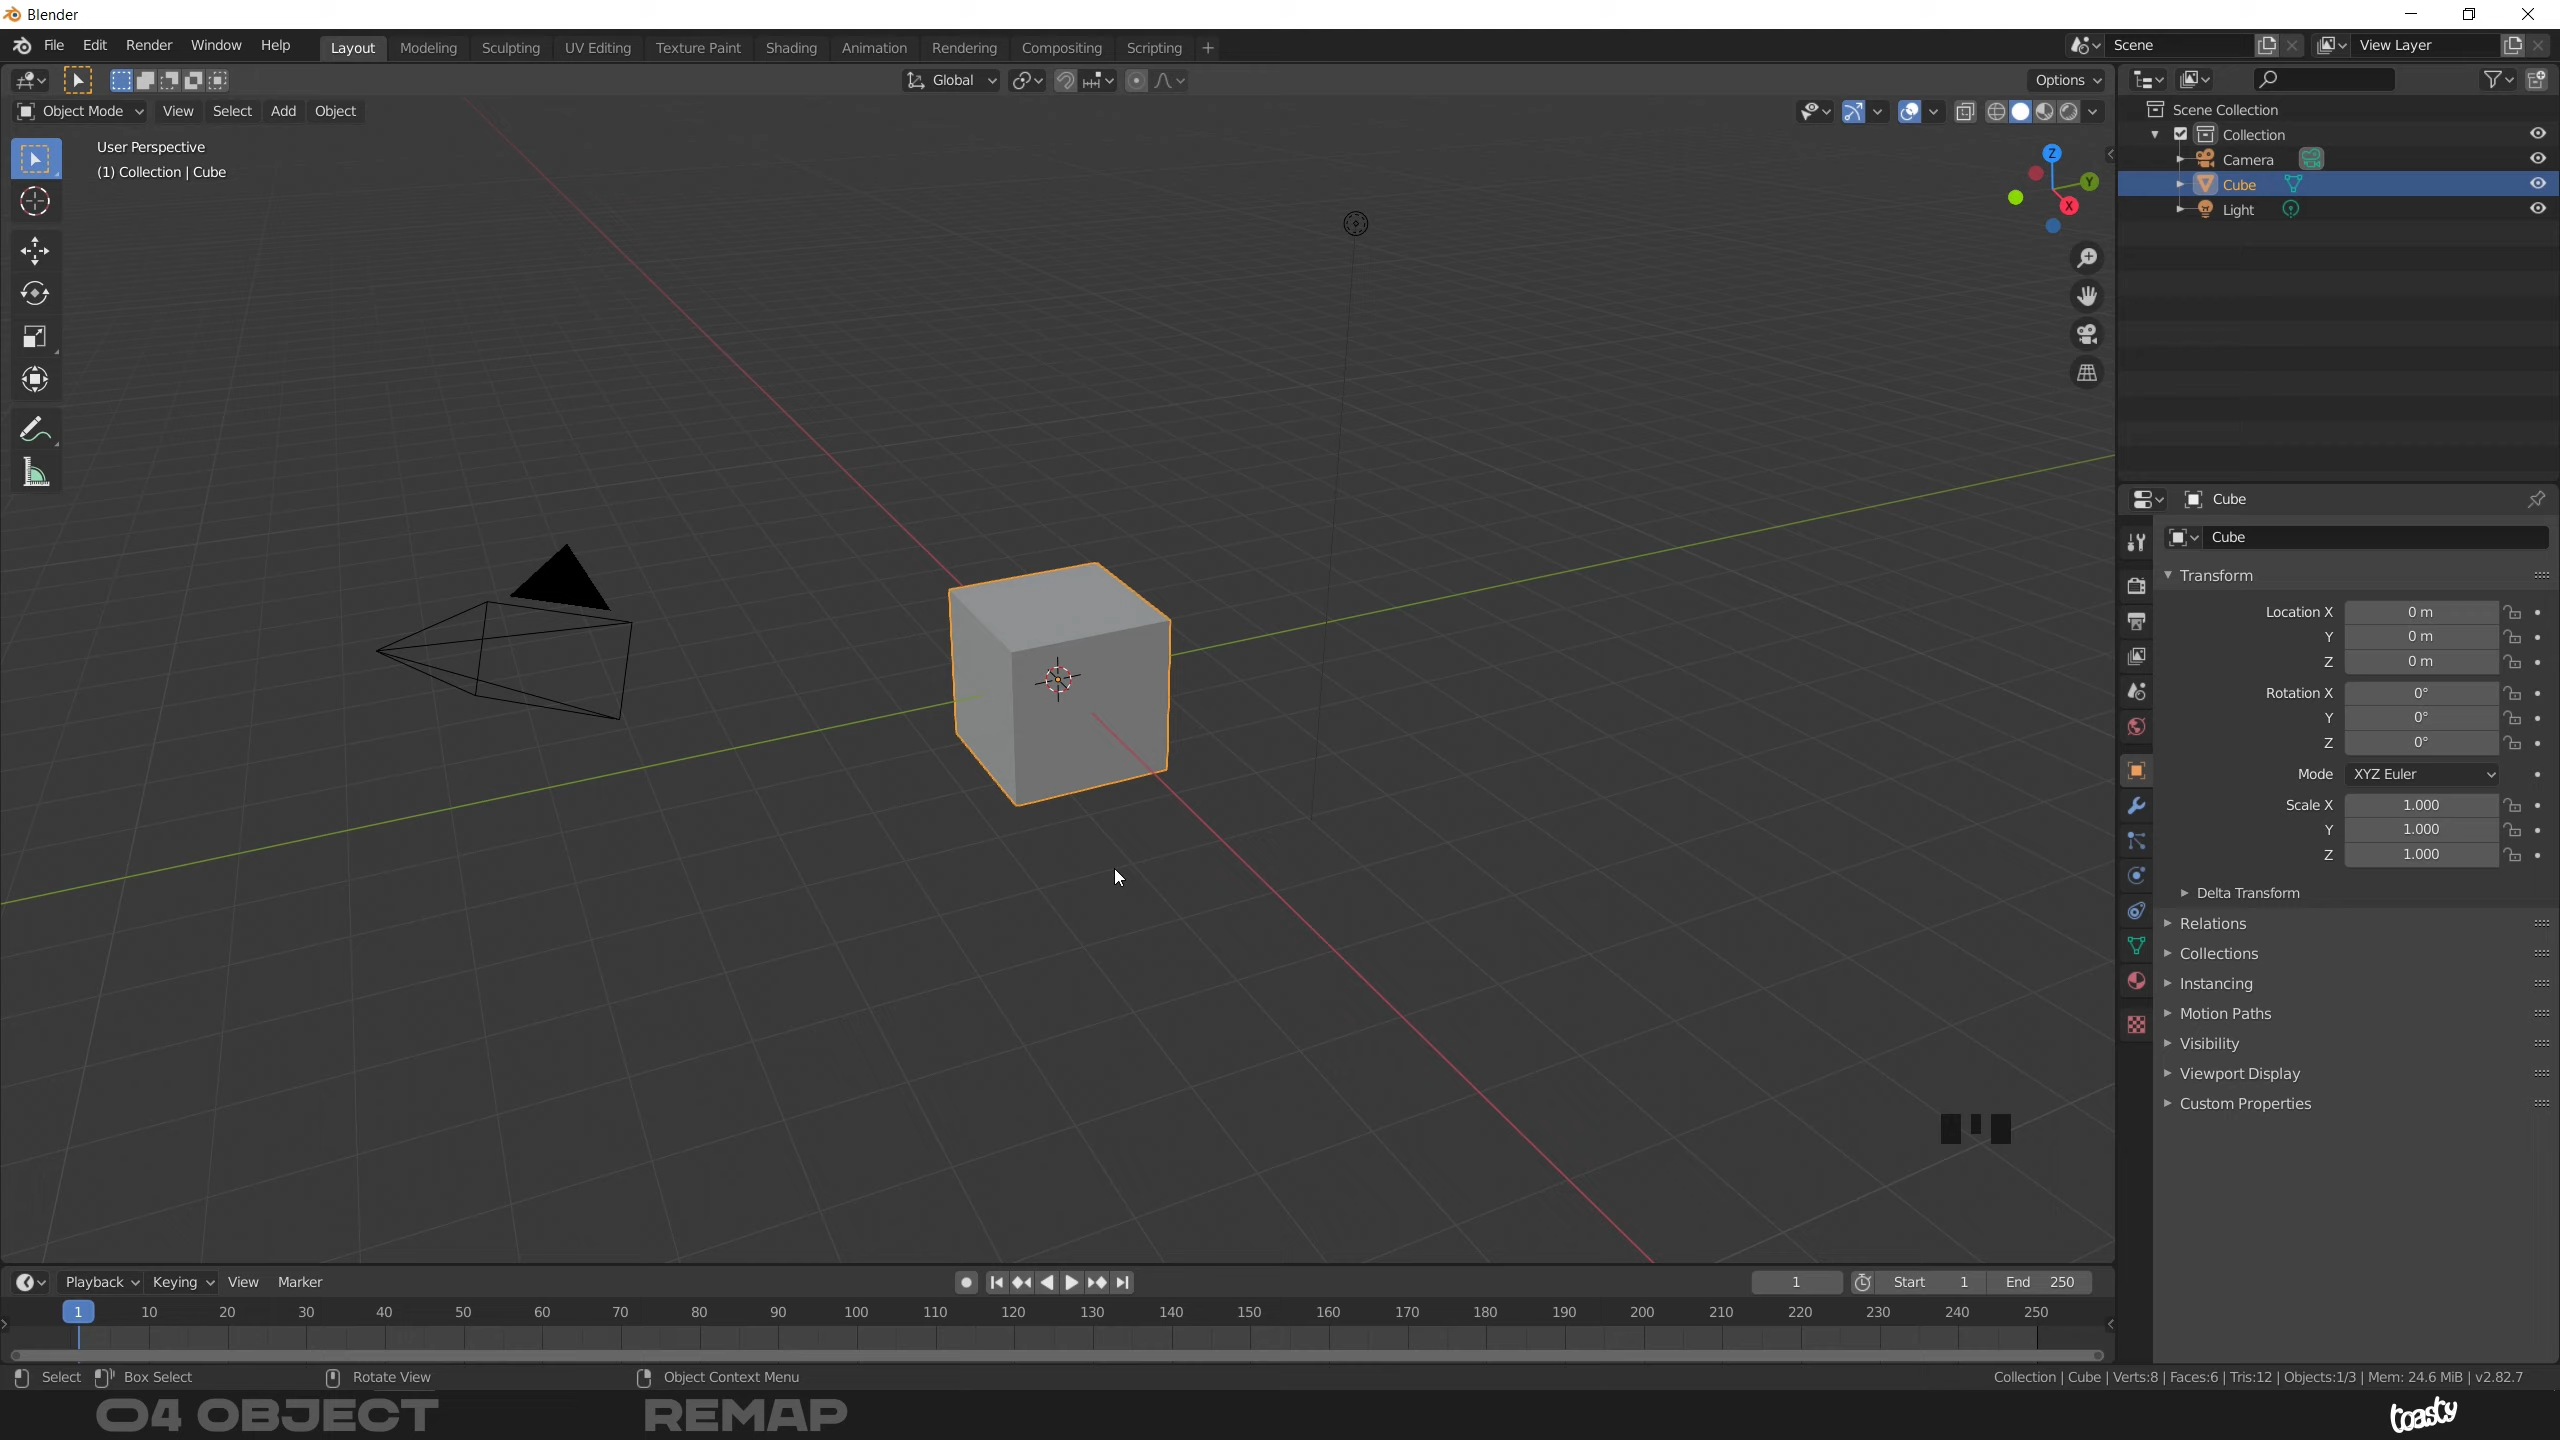 Blender
File Edit Render Window Help Layout Modeling Sculpting UV Editing Texture Paint Shading Animation Rendering Compositing Scripting + Scene View Layer
Global Options
Object Mode View Select Add Object
User Perspective
(1) Collection | Cube
Z
Y
X
Scene Collection
Collection
Camera
Cube
Light
Cube
Cube
Transform
Location X 0 m
Y 0 m
Z 0 m
Rotation X 0°
Y 0°
Z 0°
Mode XYZ Euler
Scale X 1.000
Y 1.000
Z 1.000
Delta Transform
Relations
Collections
Instancing
Motion Paths
Visibility
Viewport Display
Custom Properties
Playback Keying View Marker 1 Start 1 End 250
1 10 20 30 40 50 60 70 80 90 100 110 120 130 140 150 160 170 180 190 200 210 220 230 240 250
Select Box Select Rotate View Object Context Menu Collection | Cube | Verts:8 | Faces:6 | Tris:12 | Objects:1/3 | Mem: 24.6 MiB | v2.82.7
04 OBJECT REMAP toasty